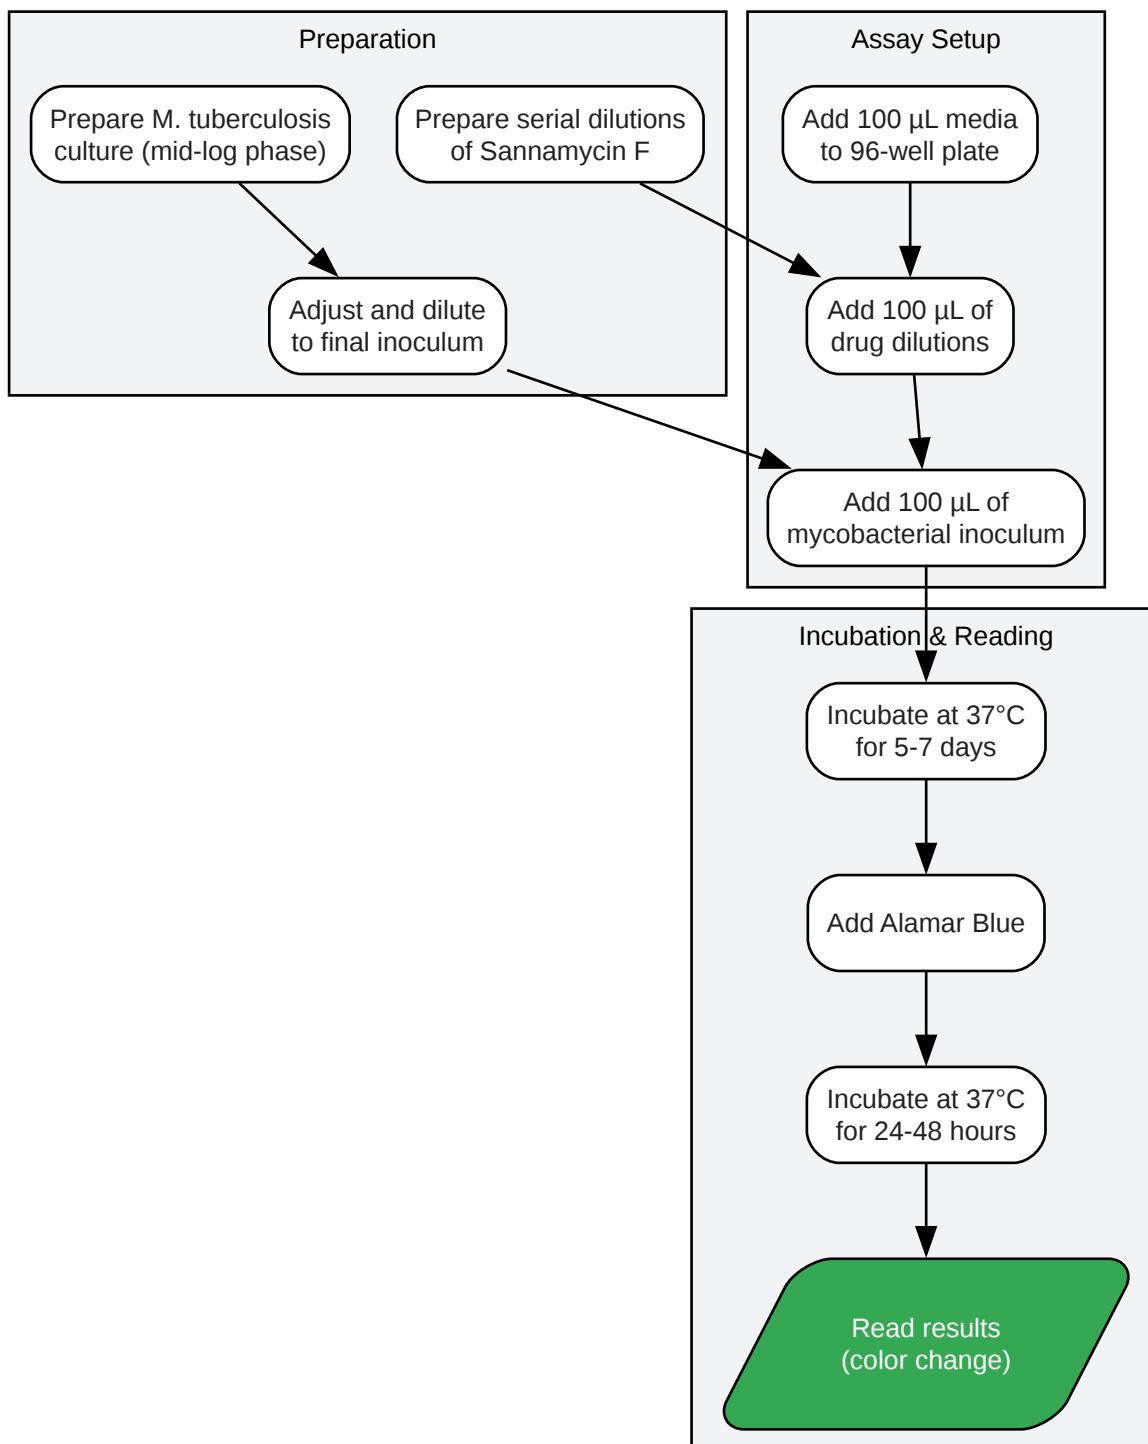 Preparation
Prepare M. tuberculosis
culture (mid-log phase)
Prepare serial dilutions
of Sannamycin F
Adjust and dilute
to final inoculum
Assay Setup
Add 100 µL media
to 96-well plate
Add 100 µL of
drug dilutions
Add 100 µL of
mycobacterial inoculum
Incubation & Reading
Incubate at 37°C
for 5-7 days
Add Alamar Blue
Incubate at 37°C
for 24-48 hours
Read results
(color change)